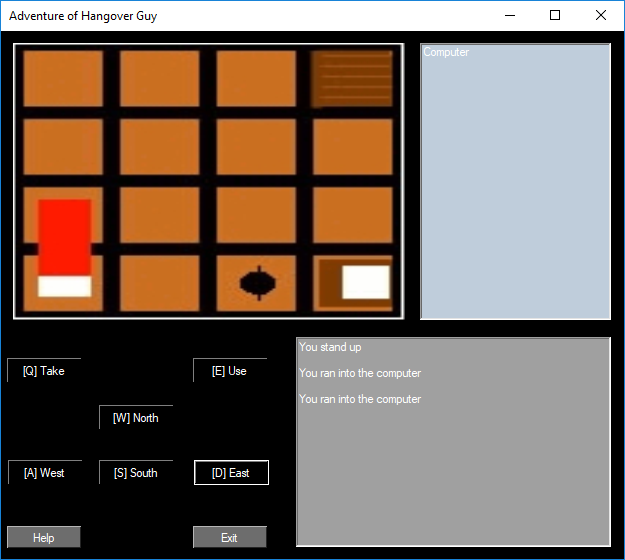 Adventure of Hangover Guy
Computer
You stand up
You ran into the computer
You ran into the computer
[Q] Take
[E] Use
[W] North
[A] West
[S] South
[D] East
Help
Exit